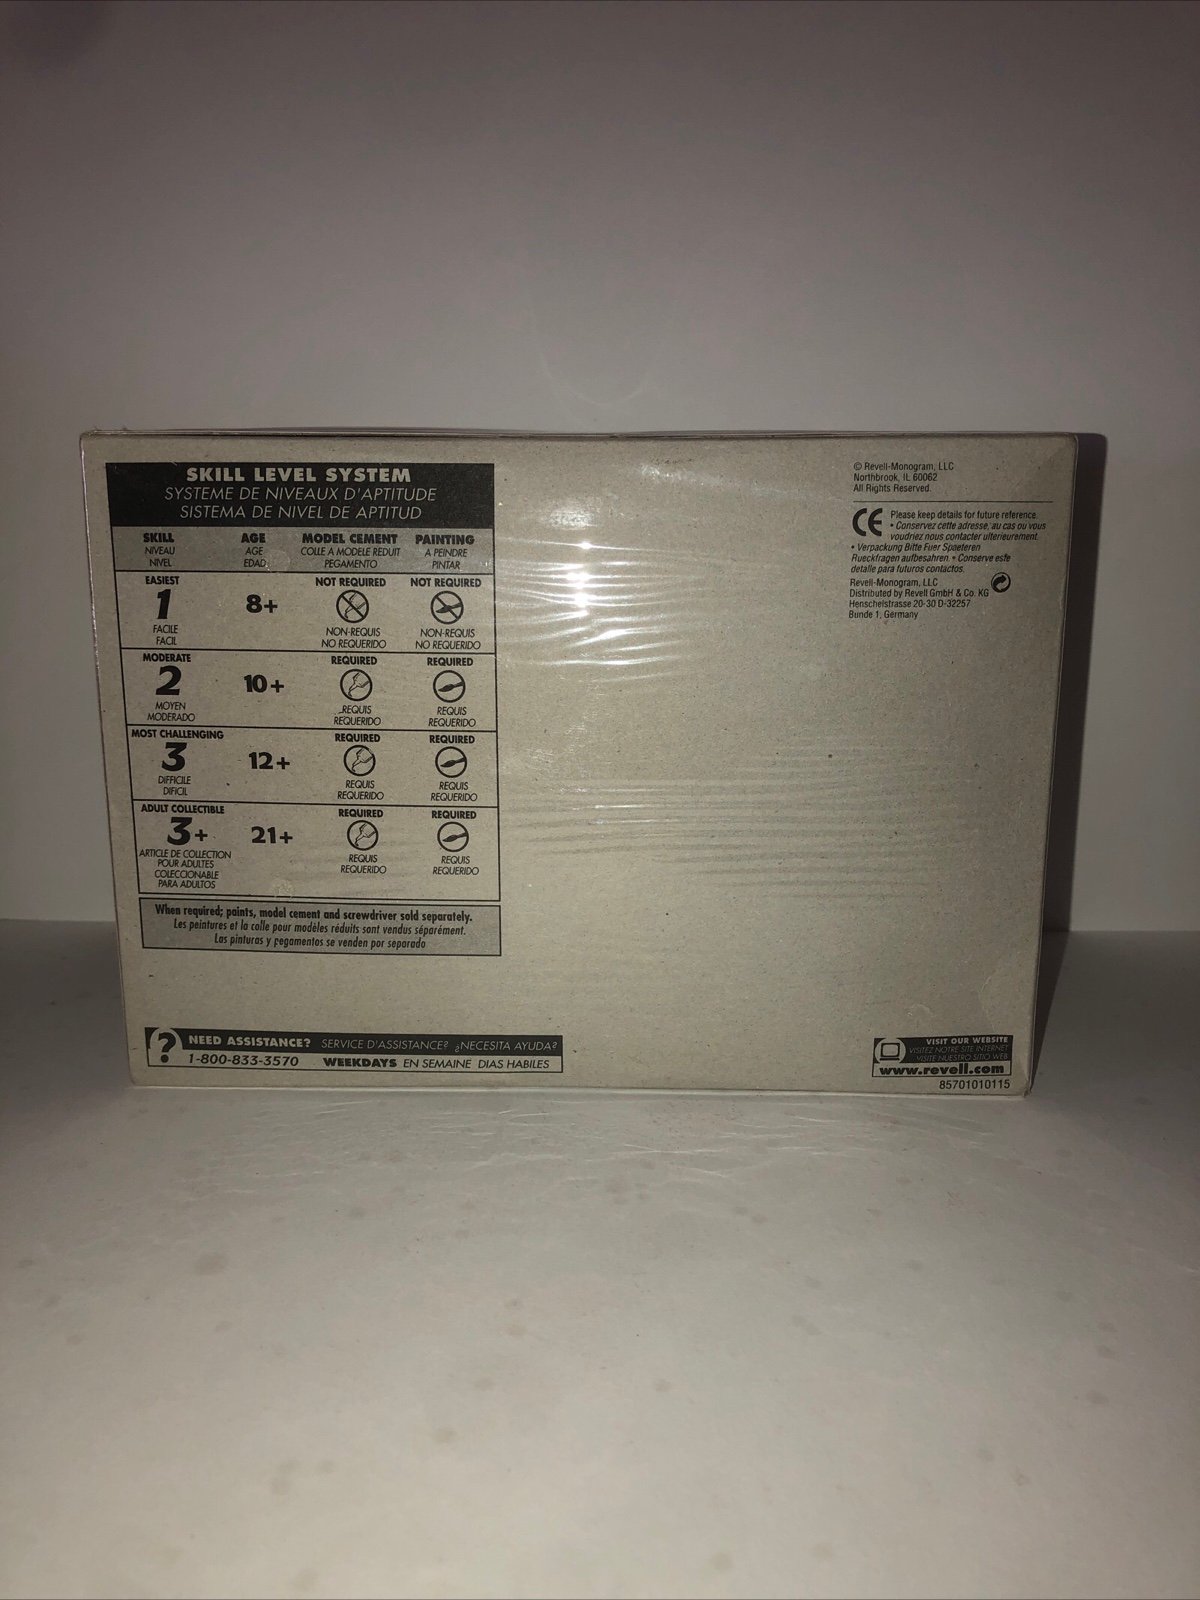 SKILL LEVEL SYSTEM
SYSTEME DE NIVEAUX D'APTITUDE
SISTEMA DE NIVEL DE APTITUD
SKILL AGE MODEL CEMENT PAINTING
NIVEAU AGE COLLE A MODELE REDUIT A PEINDRE
NIVEL EDAD PEGAMENTO PINTAR
EASIEST NOT REQUIRED NOT REQUIRED
1 8+
FACILE NON-REQUIS NON-REQUIS
FACIL NO REQUERIDO NO REQUERIDO
MODERATE REQUIRED REQUIRED
2 10+
MOYEN REQUIS REQUIS
MODERADO REQUERIDO REQUERIDO
MOST CHALLENGING REQUIRED REQUIRED
3 12+
DIFFICILE REQUIS REQUIS
DIFICIL REQUERIDO REQUERIDO
ADULT COLLECTIBLE REQUIRED REQUIRED
3+ 21+
ARTICLE DE COLLECTION REQUIS REQUIS
POUR ADULTES REQUERIDO REQUERIDO
COLECCIONABLE
PARA ADULTOS
When required; paints, model cement and screwdriver sold separately.
Les peintures et la colle pour modèles réduits sont vendus séparément.
Las pinturas y pegamentos se venden por separado
? NEED ASSISTANCE? SERVICE D'ASSISTANCE? ¿NECESITA AYUDA?
1-800-833-3570 WEEKDAYS EN SEMAINE DIAS HABILES
© Revell-Monogram, LLC
Northbrook, IL 60062
All Rights Reserved.
CE Please keep details for future reference.
• Conservez cette adresse, au cas ou vous
voudriez nous contacter ulterieurement.
• Verpackung Bitte Fuer Spaeteren
Rueckfragen aufbesahren • Conserve este
detalle para futuros contactos.
Revell-Monogram, LLC
Distributed by Revell GmbH & Co. KG
Henschelstrasse 20-30 D-32257
Bunde 1, Germany
VISIT OUR WEBSITE
VISITEZ NOTRE SITE INTERNET
VISITE NUESTRO SITIO WEB
www.revell.com
85701010115